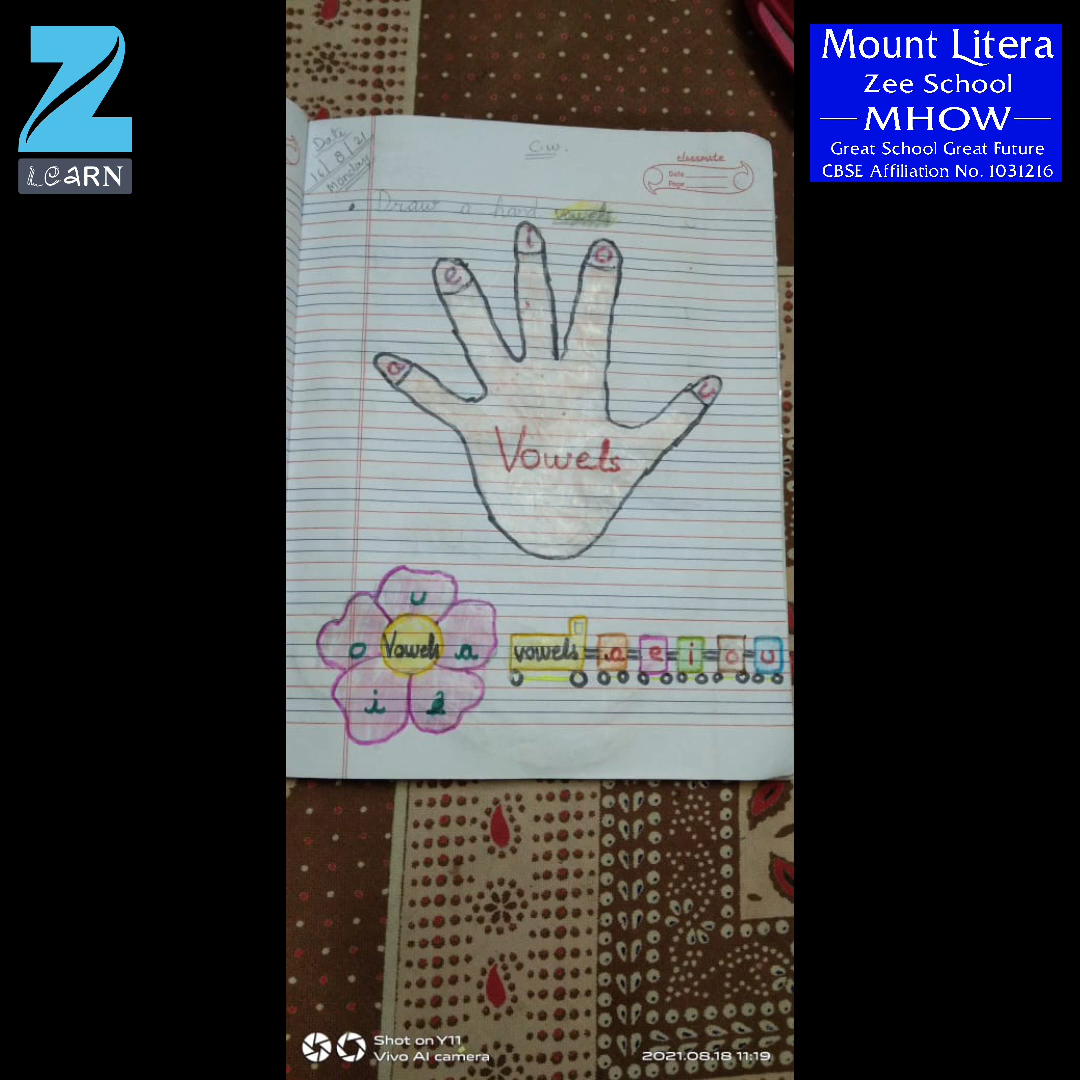 Z
LeARN
Mount Litera
Zee School
MHOW
Great School Great Future
CBSE Affiliation No. 1031216
Date
16/8/21
Monday
C.W.
classmate
Date
Page
• Draw a hand vowels
a
e
i
o
u
Vowels
u
o Vowels a
i e
vowels a e i o u
Shot on Y11
Vivo AI camera
2021.08.18 11:19